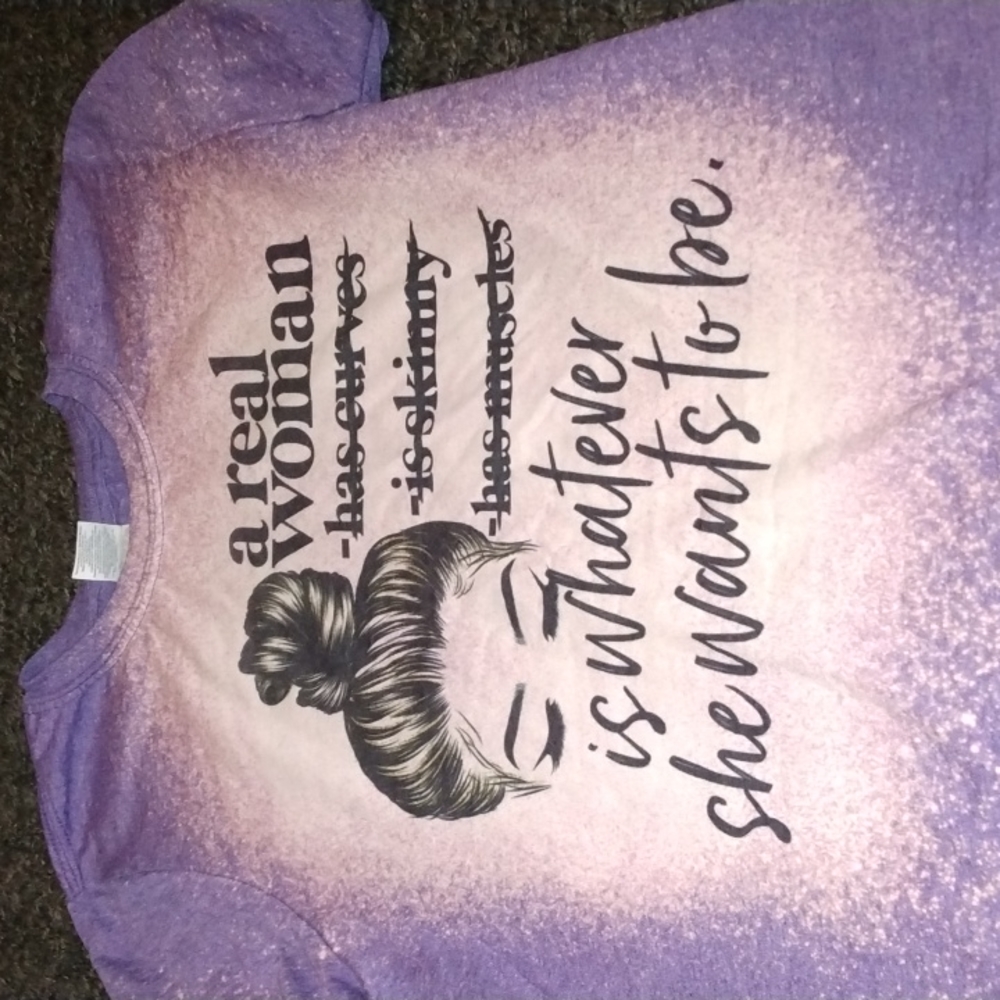 a real
woman
has curves
is skinny
has muscles
is whatever
she wants to be.